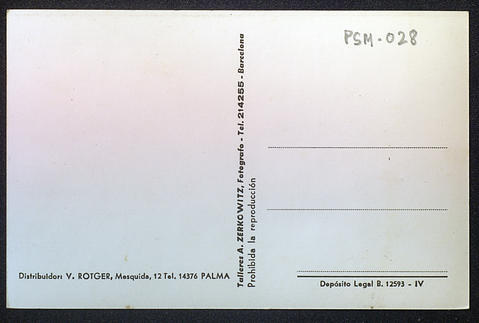 PSM-028
Talleres A. ZERKOWITZ, Fotografo - Tel. 214255 - Barcelona
Prohibida la reproducción
Distribuidor: V. ROTGER, Mesquida, 12 Tel. 14376 PALMA
Depósito Legal B. 12593 - IV